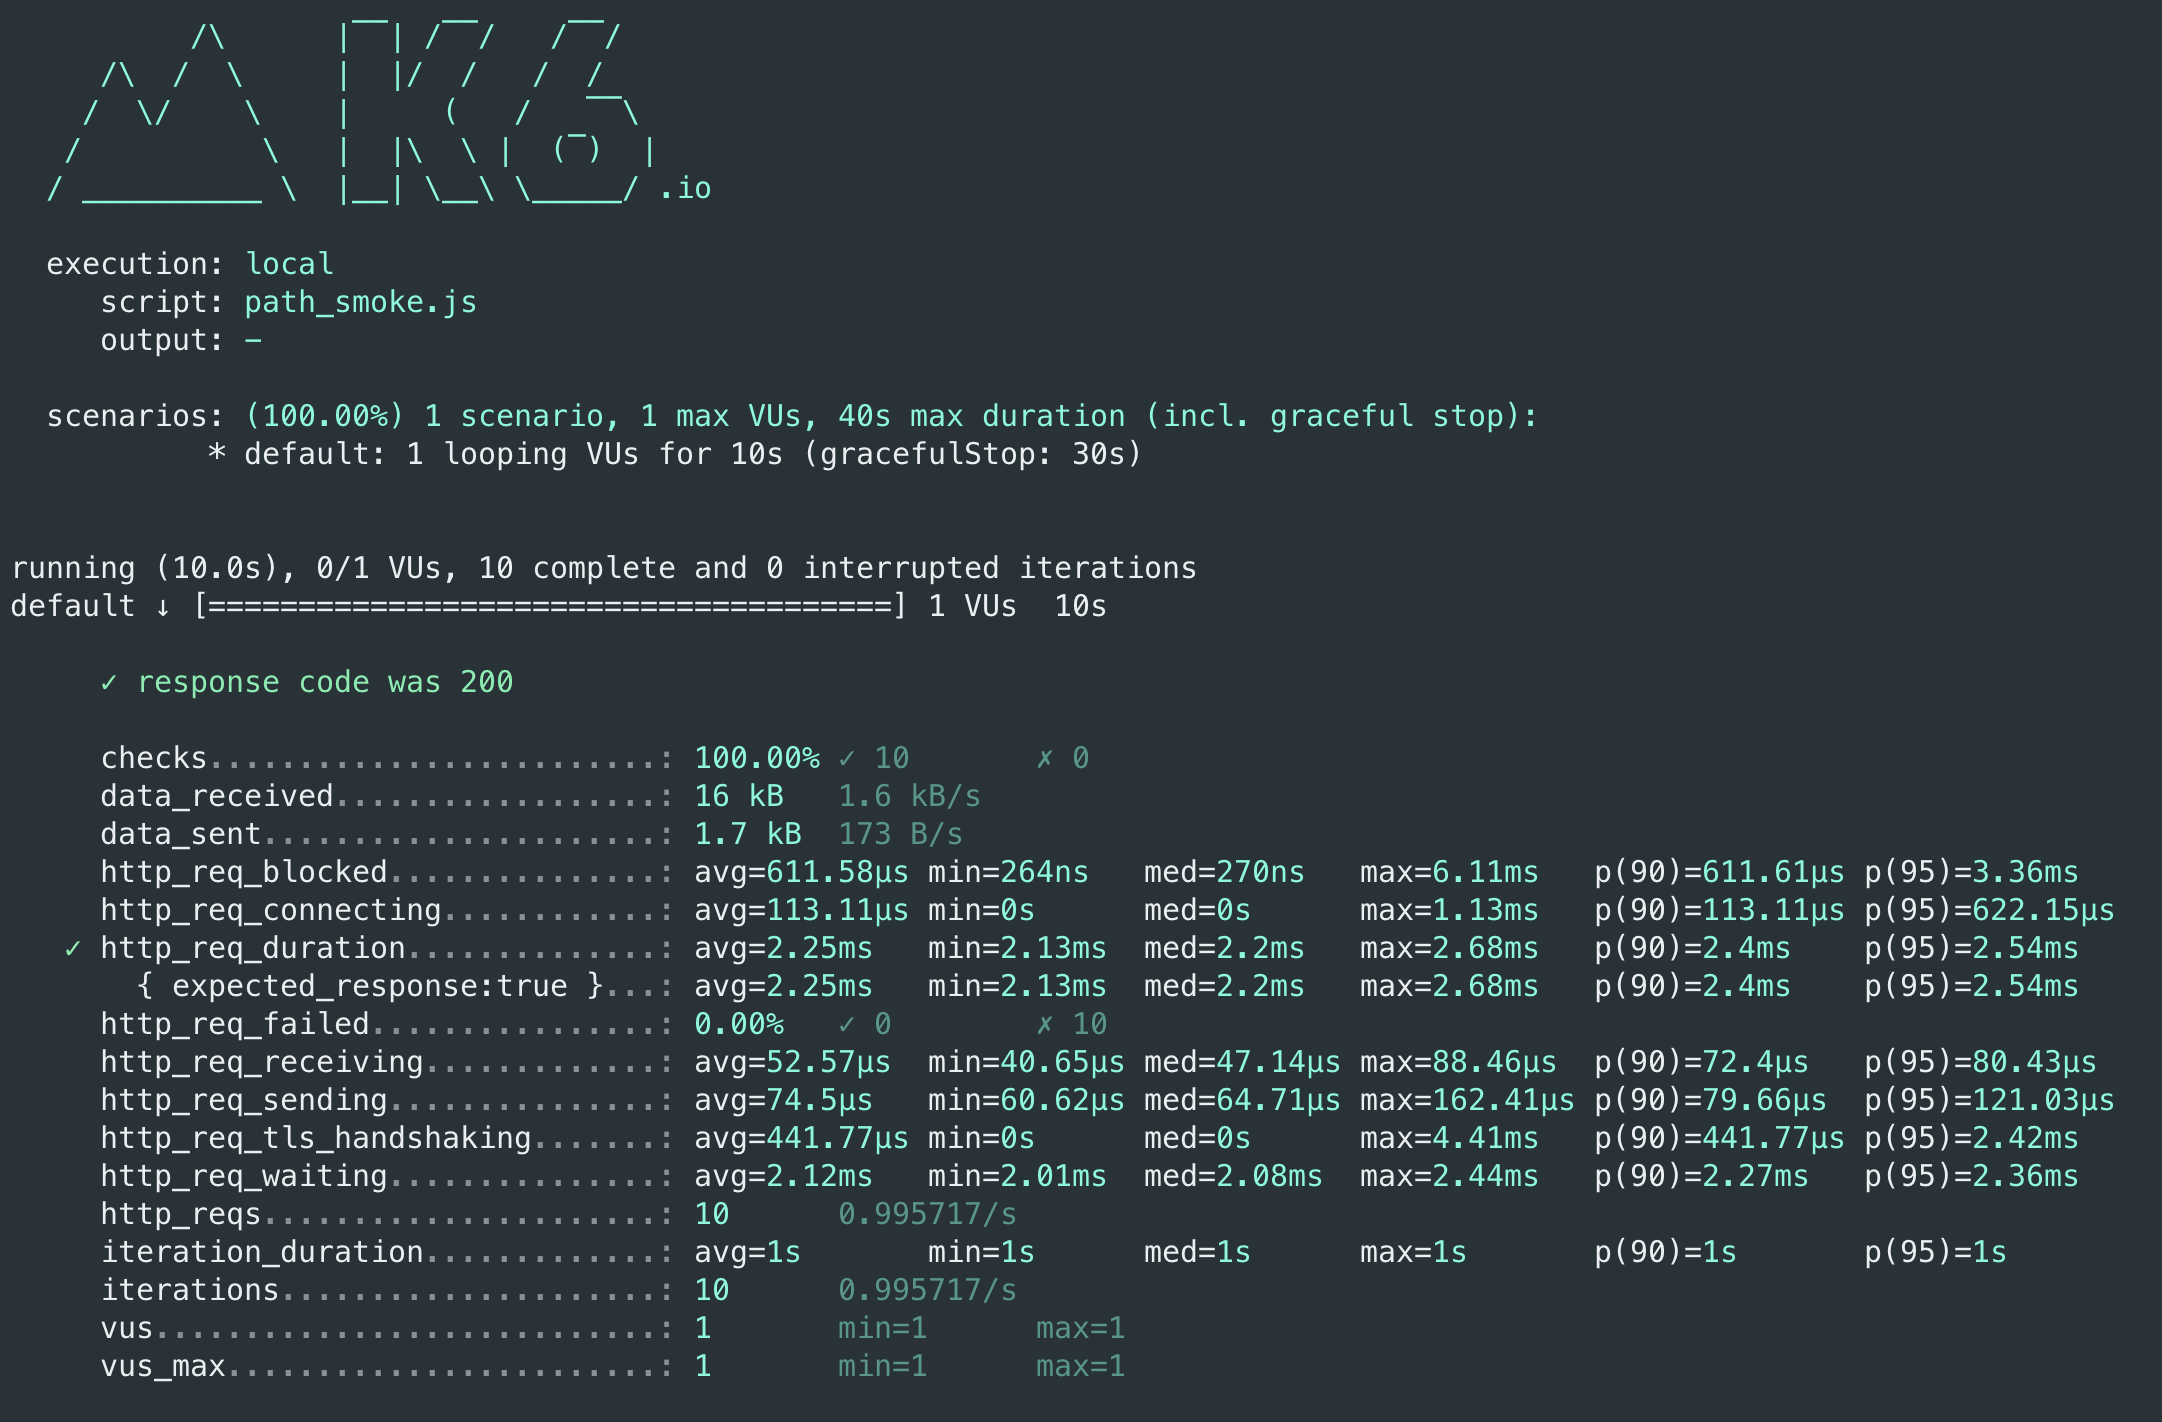 /\      |‾‾| /‾‾/   /‾‾/
     /\  /  \     |  |/  /   /  /
    /  \/    \    |     (   /   ‾‾\
   /          \   |  |\  \ |  (‾)  |
  / __________ \  |__| \__\ \_____/ .io
execution: local
script: path_smoke.js
output: -
scenarios: (100.00%) 1 scenario, 1 max VUs, 40s max duration (incl. graceful stop):
* default: 1 looping VUs for 10s (gracefulStop: 30s)
running (10.0s), 0/1 VUs, 10 complete and 0 interrupted iterations
default ↓ [======================================] 1 VUs  10s
✓ response code was 200
checks.........................: 100.00% ✓ 10       ✗ 0
data_received..................: 16 kB   1.6 kB/s
data_sent......................: 1.7 kB  173 B/s
http_req_blocked...............: avg=611.58µs min=264ns   med=270ns   max=6.11ms   p(90)=611.61µs p(95)=3.36ms
http_req_connecting............: avg=113.11µs min=0s      med=0s      max=1.13ms   p(90)=113.11µs p(95)=622.15µs
✓ http_req_duration..............: avg=2.25ms   min=2.13ms  med=2.2ms   max=2.68ms   p(90)=2.4ms    p(95)=2.54ms
{ expected_response:true }...: avg=2.25ms   min=2.13ms  med=2.2ms   max=2.68ms   p(90)=2.4ms    p(95)=2.54ms
http_req_failed................: 0.00%   ✓ 0        ✗ 10
http_req_receiving.............: avg=52.57µs  min=40.65µs med=47.14µs max=88.46µs  p(90)=72.4µs   p(95)=80.43µs
http_req_sending...............: avg=74.5µs   min=60.62µs med=64.71µs max=162.41µs p(90)=79.66µs  p(95)=121.03µs
http_req_tls_handshaking.......: avg=441.77µs min=0s      med=0s      max=4.41ms   p(90)=441.77µs p(95)=2.42ms
http_req_waiting...............: avg=2.12ms   min=2.01ms  med=2.08ms  max=2.44ms   p(90)=2.27ms   p(95)=2.36ms
http_reqs......................: 10      0.995717/s
iteration_duration.............: avg=1s       min=1s      med=1s      max=1s       p(90)=1s       p(95)=1s
iterations.....................: 10      0.995717/s
vus............................: 1       min=1      max=1
vus_max........................: 1       min=1      max=1